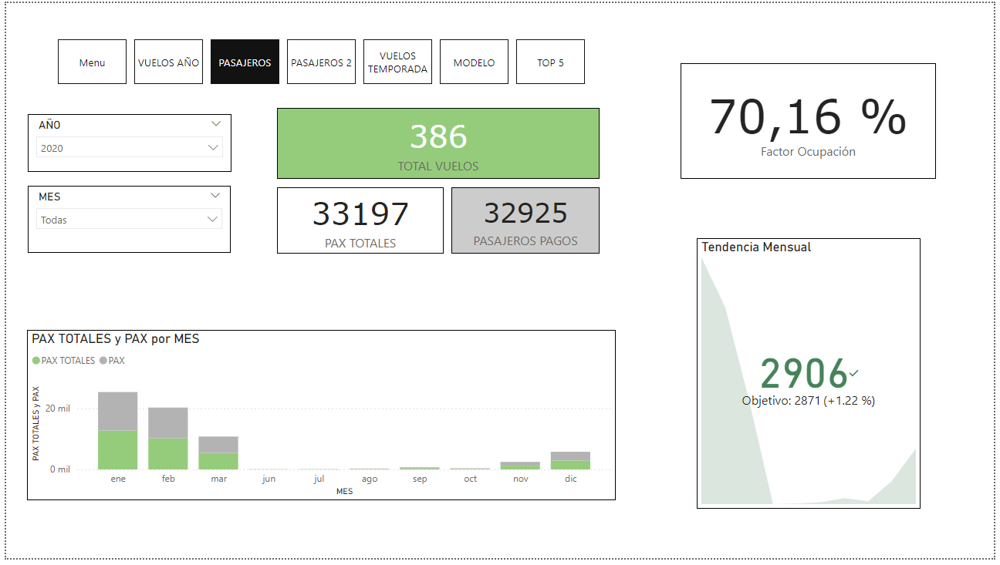 Menu
VUELOS AÑO
PASAJEROS
PASAJEROS 2
VUELOS
TEMPORADA
MODELO
TOP 5
AÑO
2020
MES
Todas
386
TOTAL VUELOS
33197
PAX TOTALES
32925
PASAJEROS PAGOS
70,16 %
Factor Ocupación
PAX TOTALES y PAX por MES
PAX TOTALES PAX
PAX TOTALES y PAX
20 mil
0 mil
ene feb mar jun jul ago sep oct nov dic
MES
Tendencia Mensual
2906
Objetivo: 2871 (+1.22 %)